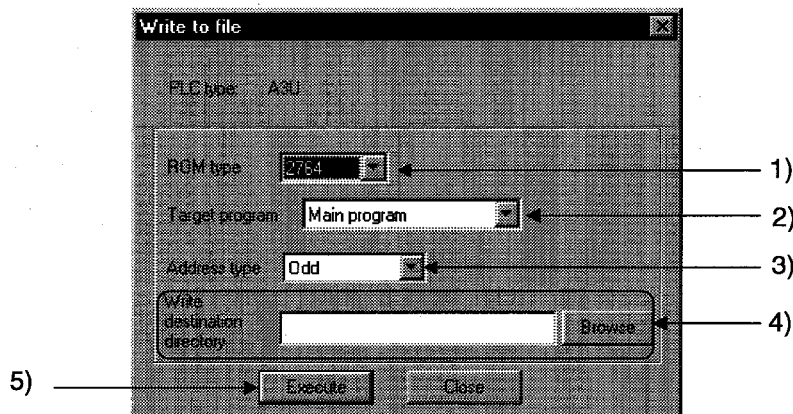 Write to file
PLC type: A3U
ROM type 2764 1)
Target program Main program 2)
Address type Odd 3)
Write
destination
directory Browse 4)
5) Execute Close